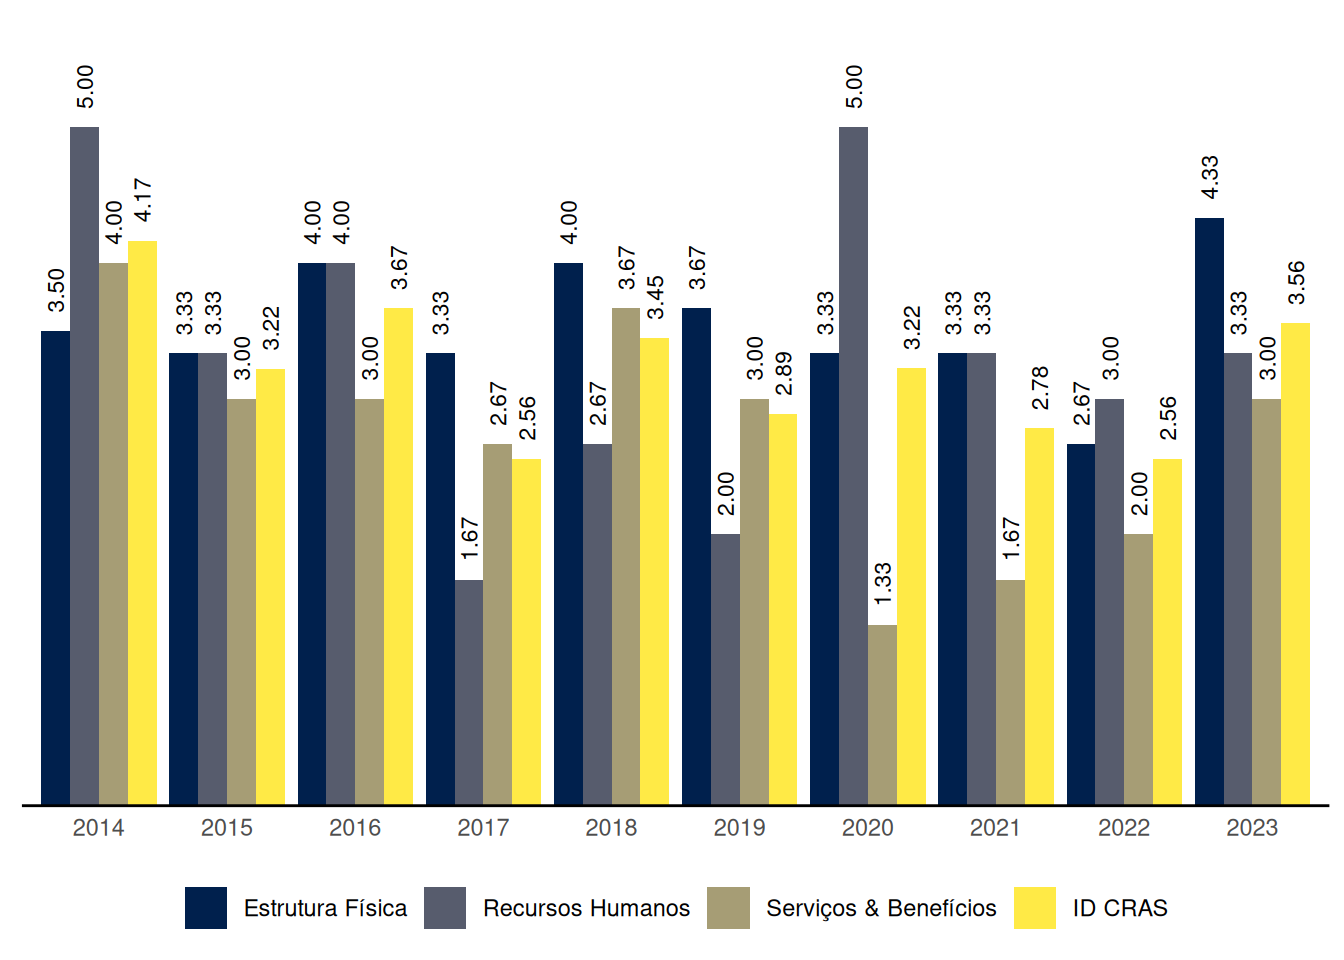 3.50 5.00 4.00 4.17 3.33 3.33 3.00 3.22 4.00 4.00 3.00 3.67 3.33 1.67 2.67 2.56 4.00 2.67 3.67 3.45 3.67 2.00 3.00 2.89 3.33 5.00 1.33 3.22 3.33 3.33 1.67 2.78 2.67 3.00 2.00 2.56 4.33 3.33 3.00 3.56
2014 2015 2016 2017 2018 2019 2020 2021 2022 2023
Estrutura Física Recursos Humanos Serviços & Benefícios ID CRAS